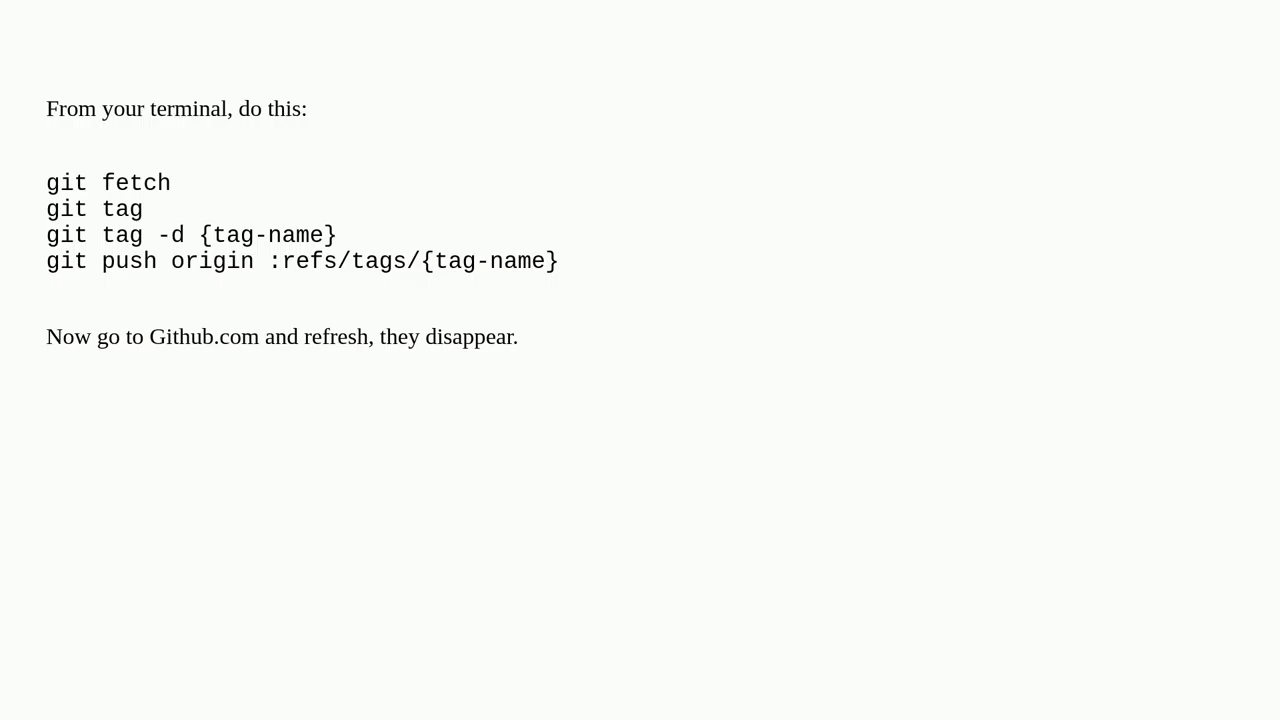 From your terminal, do this:
git fetch
git tag
git tag -d {tag-name}
git push origin :refs/tags/{tag-name}
Now go to Github.com and refresh, they disappear.